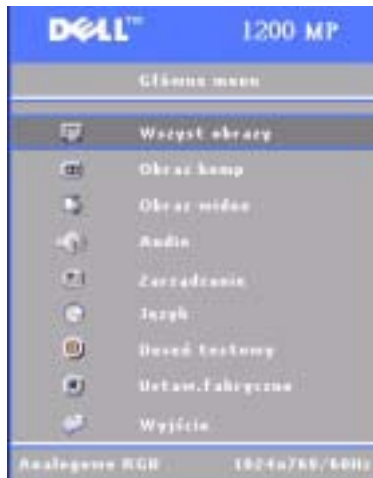 DELL™ 1200 MP
Główne menu
Wszyst obrazy
Obraz komp
Obraz wideo
Audio
Zarządzanie
Język
Deseń testowy
Ustaw.fabryczne
Wyjście
Analogowe RGB 1024x768/60Hz